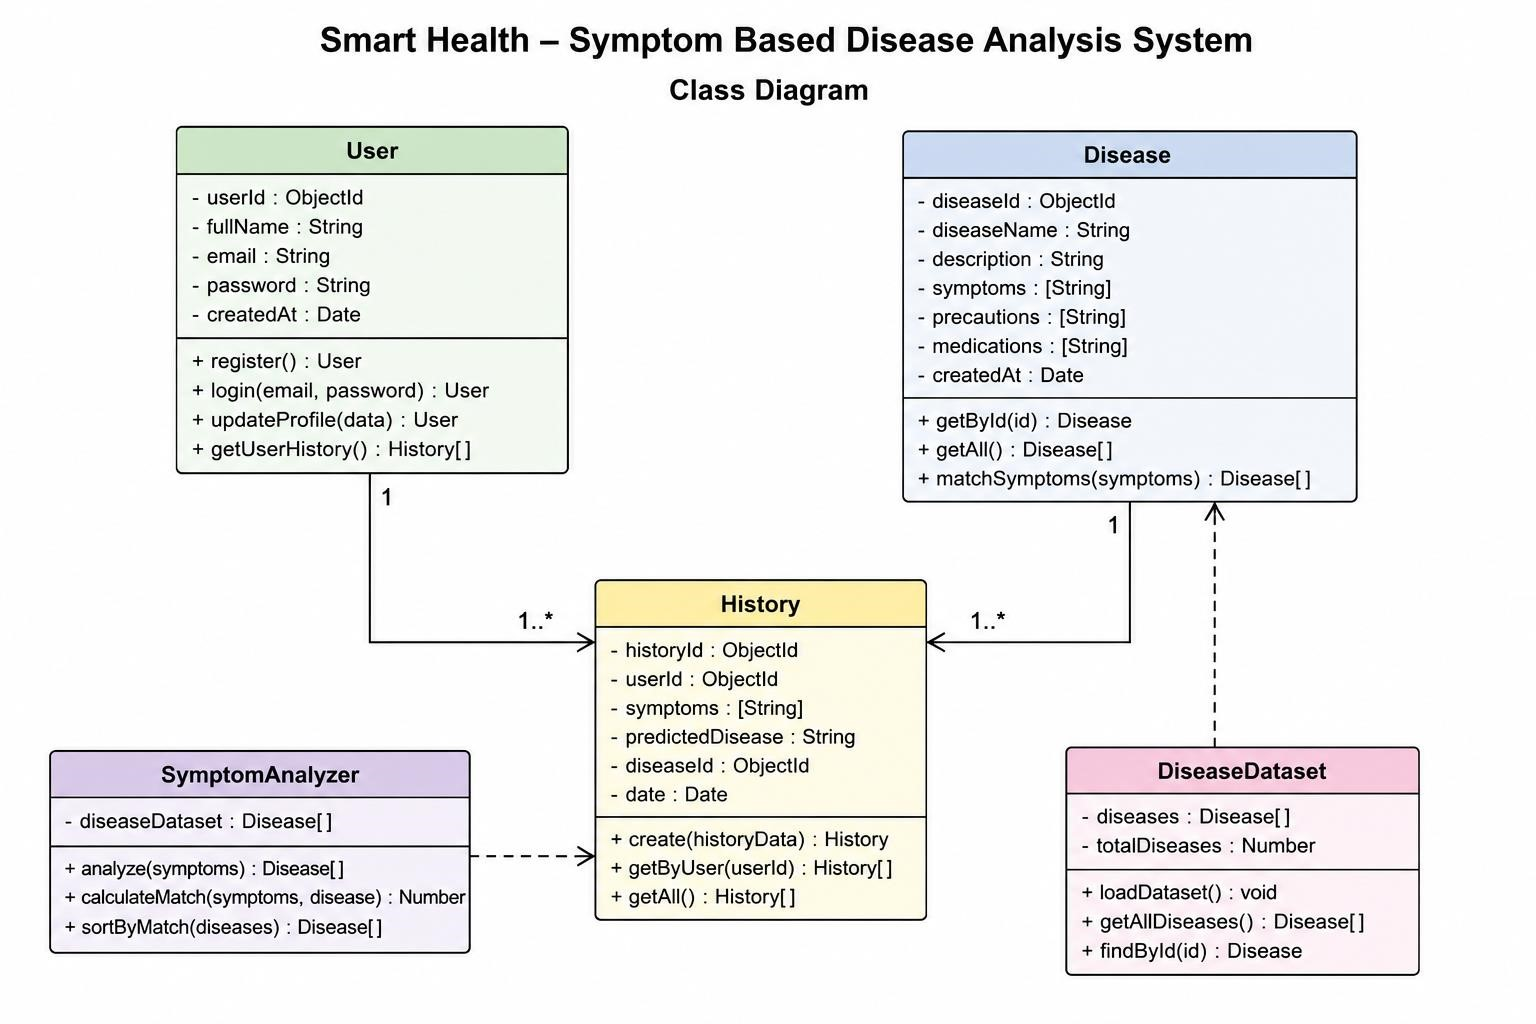 Smart Health – Symptom Based Disease Analysis System
Class Diagram
User
- userId : ObjectId
- fullName : String
- email : String
- password : String
- createdAt : Date
+ register() : User
+ login(email, password) : User
+ updateProfile(data) : User
+ getUserHistory() : History[]
1
1..*
Disease
- diseaseId : ObjectId
- diseaseName : String
- description : String
- symptoms : [String]
- precautions : [String]
- medications : [String]
- createdAt : Date
+ getById(id) : Disease
+ getAll() : Disease[]
+ matchSymptoms(symptoms) : Disease[]
1
1..*
History
- historyId : ObjectId
- userId : ObjectId
- symptoms : [String]
- predictedDisease : String
- diseaseId : ObjectId
- date : Date
+ create(historyData) : History
+ getByUser(userId) : History[]
+ getAll() : History[]
SymptomAnalyzer
- diseaseDataset : Disease[]
+ analyze(symptoms) : Disease[]
+ calculateMatch(symptoms, disease) : Number
+ sortByMatch(diseases) : Disease[]
DiseaseDataset
- diseases : Disease[]
- totalDiseases : Number
+ loadDataset() : void
+ getAllDiseases() : Disease[]
+ findById(id) : Disease